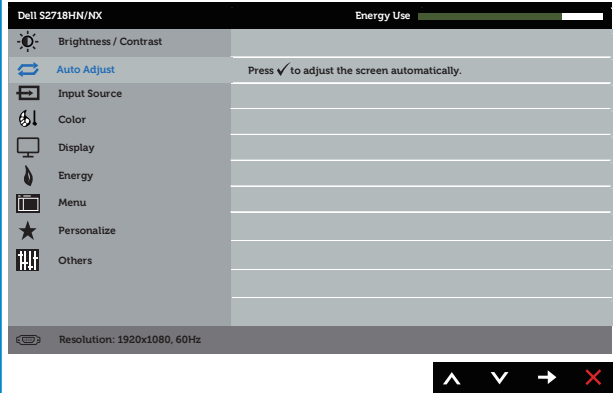 Dell S2718HN/NX Energy Use
Brightness / Contrast
Auto Adjust Press ✓ to adjust the screen automatically.
Input Source
Color
Display
Energy
Menu
Personalize
Others
Resolution: 1920x1080, 60Hz